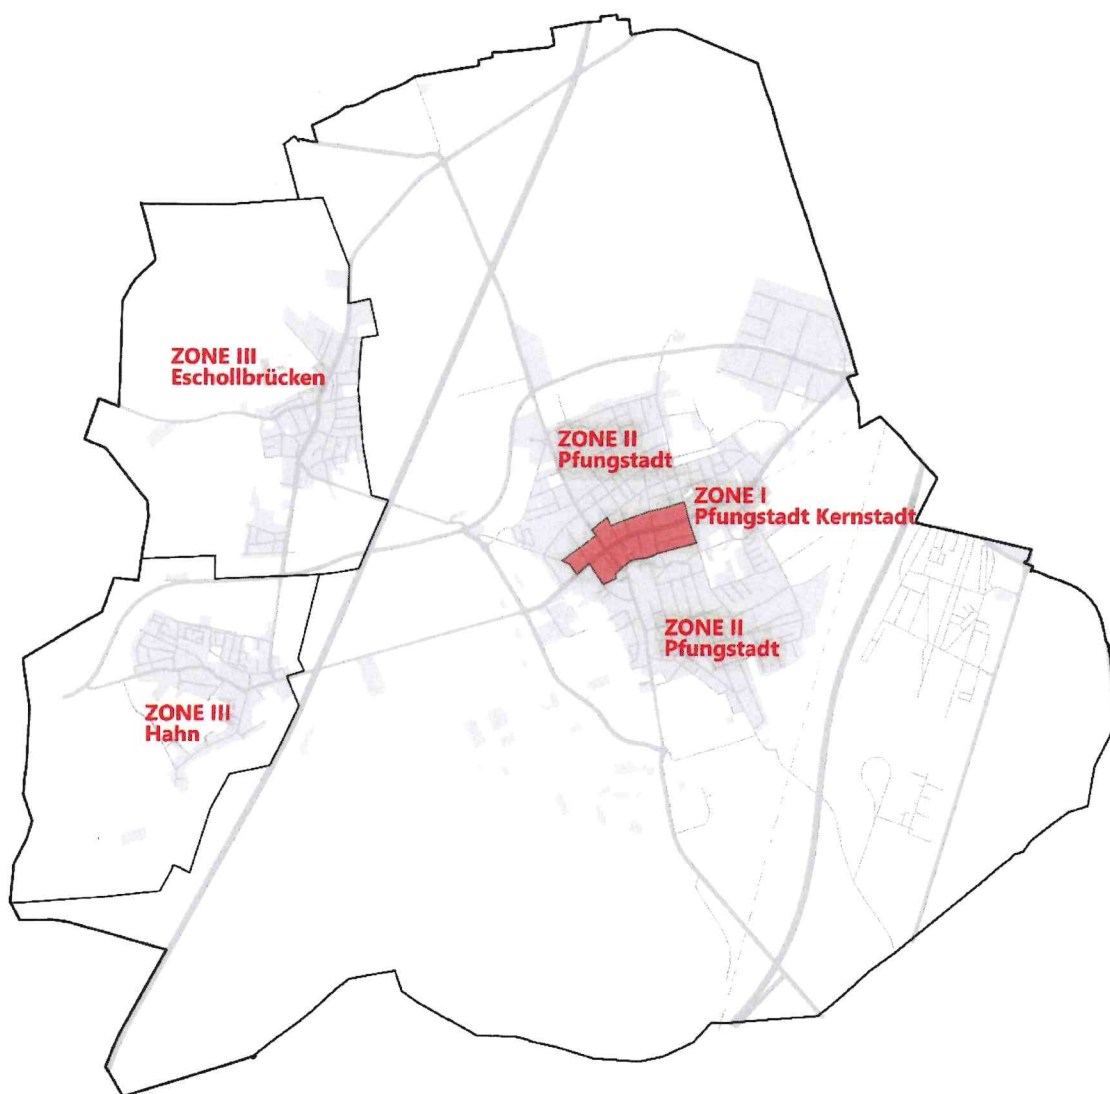 ZONE III
Eschollbrücken
ZONE II
Pfungstadt
ZONE I
Pfungstadt Kernstadt
ZONE II
Pfungstadt
ZONE III
Hahn